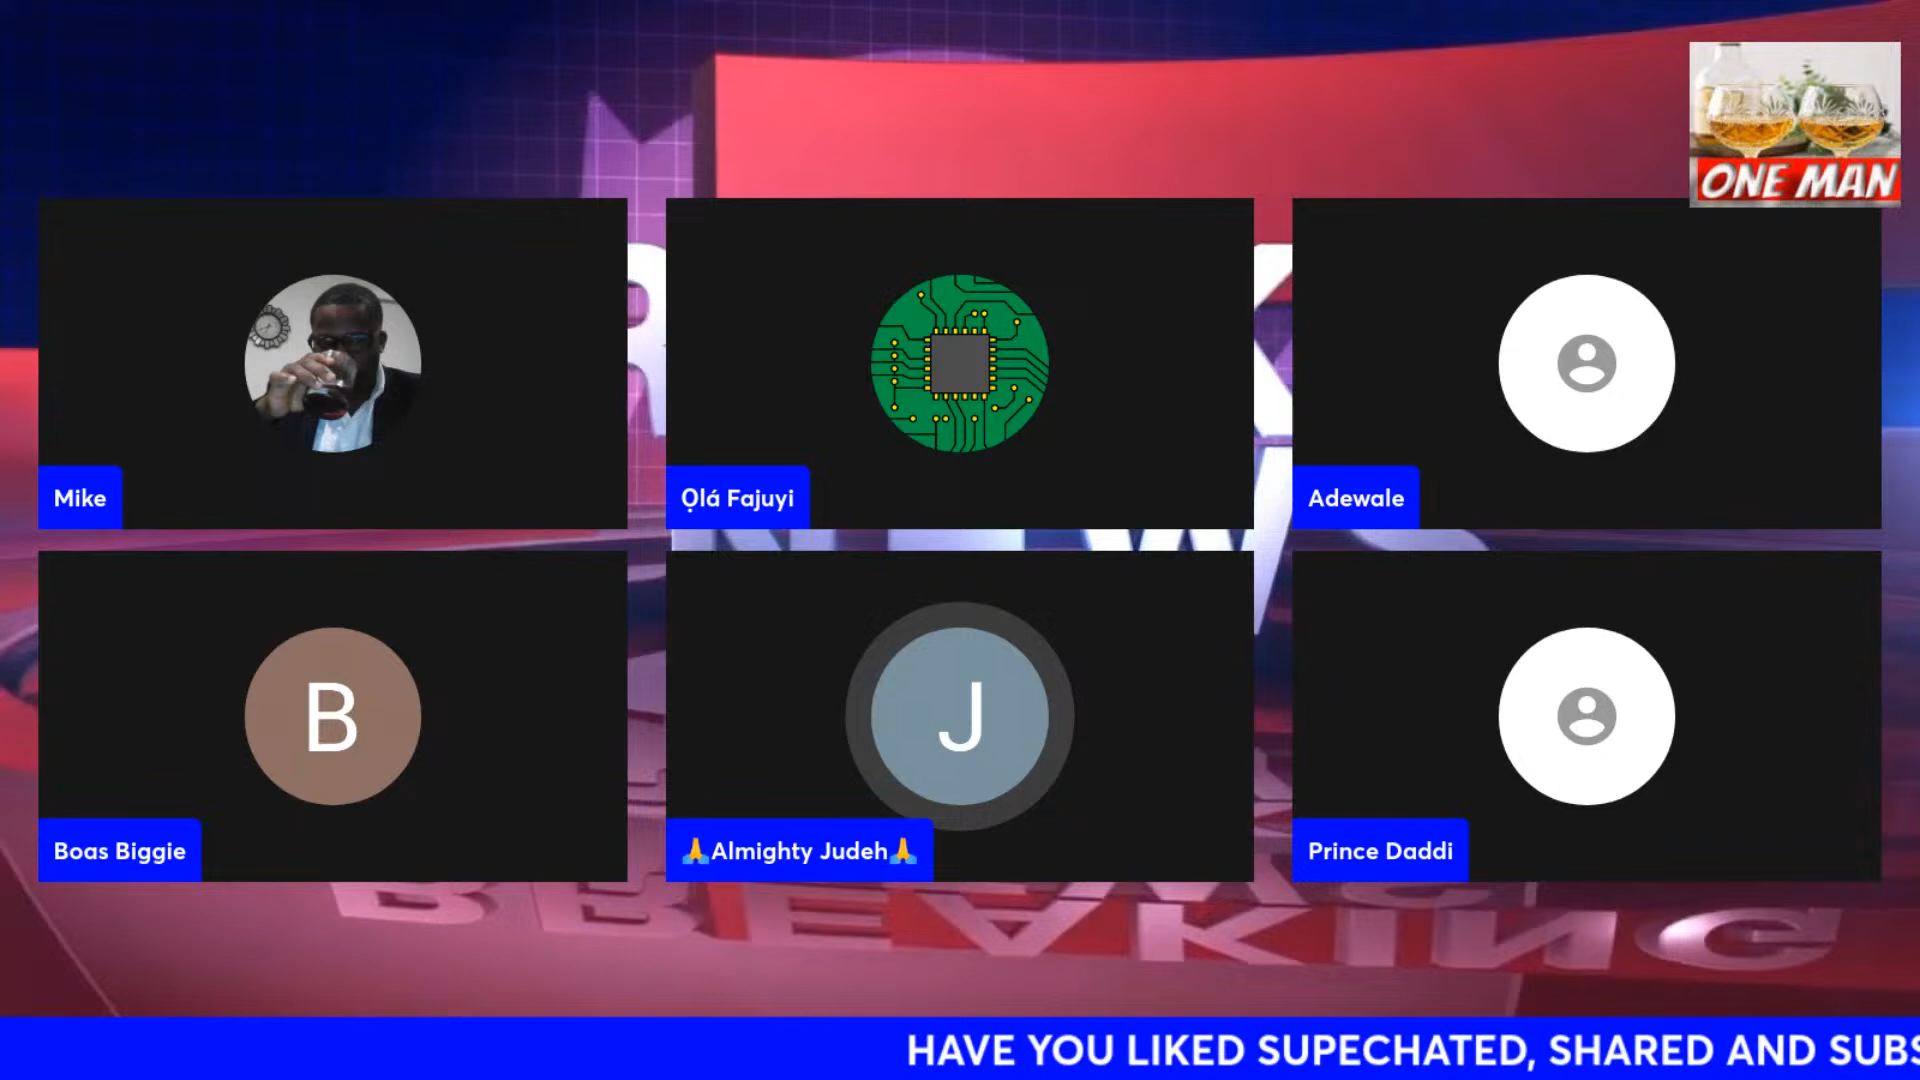 ONE MAN
Mike
Ọlá Fajuyi
Adewale
B
J
Boas Biggie
🙏Almighty Judeh🙏
Prince Daddi
BREAKING
HAVE YOU LIKED SUPECHATED, SHARED AND SUBS